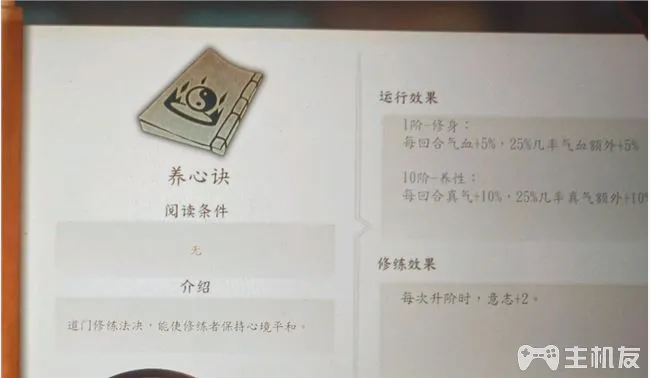 养心诀
阅读条件
无
介绍
道门修练法决，能使修练者保持心境平和。
运行效果
1阶-修身：
每回合气血+5%，25%几率气血额外+5%
10阶-养性：
每回合真气+10%，25%几率真气额外+10%
修练效果
每次升阶时，意志+2。
主机友